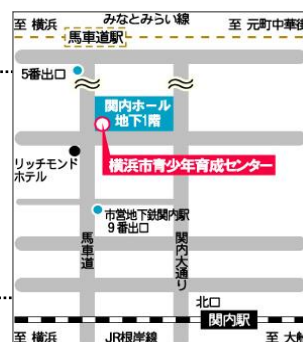 みなとみらい線
至 横浜
至 元町中華街
馬車道駅
5番出口
関内ホール
地下1階
リッチモンド
ホテル
横浜市青少年育成センター
市営地下鉄関内駅
9番出口
馬車道
関内大通り
北口
関内駅
至 横浜
JR根岸線
至 大船